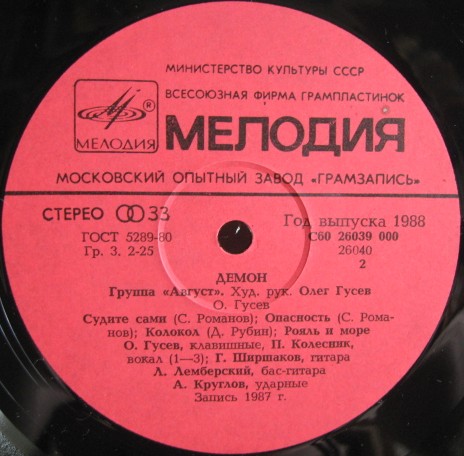 МИНИСТЕРСТВО КУЛЬТУРЫ СССР
ВСЕСОЮЗНАЯ ФИРМА ГРАМПЛАСТИНОК
® МЕЛОДИЯ
МЕЛОДИЯ
МОСКОВСКИЙ ОПЫТНЫЙ ЗАВОД «ГРАМЗАПИСЬ»
СТЕРЕО 33 Год выпуска 1988
ГОСТ 5289-80 С60 26039 000
Гр. 3. 2-25 26040
2
ДЕМОН
Группа «Август». Худ. рук. Олег Гусев
О. Гусев
Судите сами (С. Романов); Опасность (С. Рома-
нов); Колокол (Д. Рубин); Рояль и море
О. Гусев, клавишные, П. Колесник,
вокал (1—3); Г. Ширшаков, гитара
Л. Лемберский, бас-гитара
А. Круглов, ударные
Запись 1987 г.